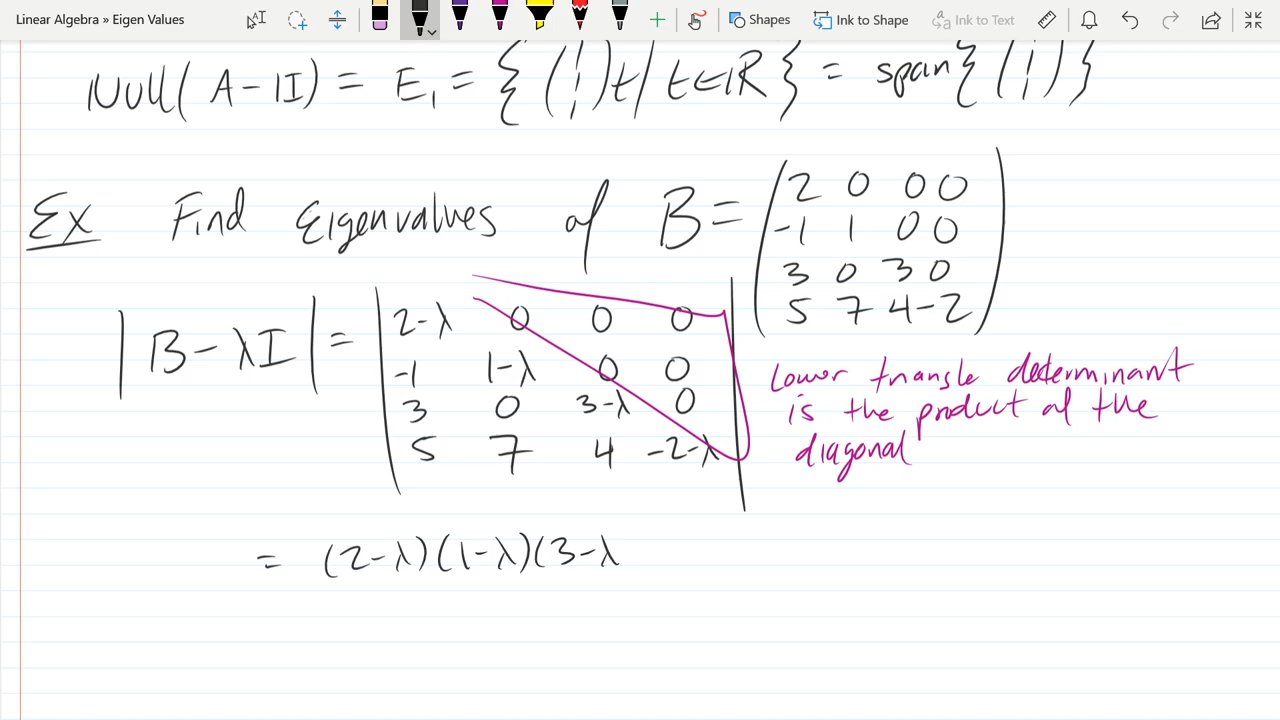 Linear Algebra » Eigen Values
Shapes
Ink to Shape
Ink to Text
Null(A-1I) = E₁ = {(1 1)t | t∈ℝ} = span{(1 1)}
Ex Find Eigenvalues of B =
2 0 0 0
-1 1 0 0
3 0 3 0
5 7 4 -2
|B-λI| =
2-λ 0 0 0
-1 1-λ 0 0
3 0 3-λ 0
5 7 4 -2-λ
Lower triangle determinant
is the product of the
diagonal
= (2-λ)(1-λ)(3-λ